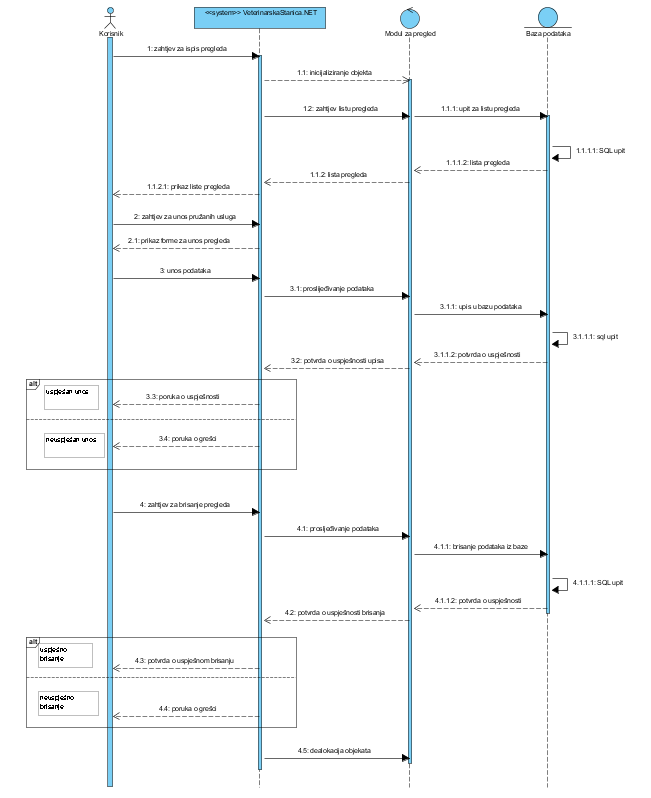 <<system>> VeterinarskaStanica.NET
Korisnik
Modul za pregled
Baza podataka
1: zahtjev za ispis pregleda
1.1: inicijaliziranje objekta
1.2: zahtjev listu pregleda
1.1.1: upit za listu pregleda
1.1.1.1: SQL upit
1.1.1.2: lista pregleda
1.1.2: lista pregleda
1.1.2.1: prikaz liste pregleda
2: zahtjev za unos pružanih usluga
2.1: prikaz forme za unos pregleda
3: unos podataka
3.1: proslijeđivanje podataka
3.1.1: upis u bazu podataka
3.1.1.1: sql upit
3.1.1.2: potvrda o uspješnosti
3.2: potvrda o uspješnosti upisa
alt
uspješan unos
3.3: poruka o uspješnosti
neuspješan unos
3.4: poruka o grešci
4: zahtjev za brisanje pregleda
4.1: proslijeđivanje podataka
4.1.1: brisanje podataka iz baze
4.1.1.1: SQL upit
4.1.1.2: potvrda o uspješnosti
4.2: potvrda o uspješnosti brisanja
alt
uspješno
brisanje
4.3: potvrda o uspješnom brisanju
neuspješno
brisanje
4.4: poruka o grešci
4.5: dealokacija objekata